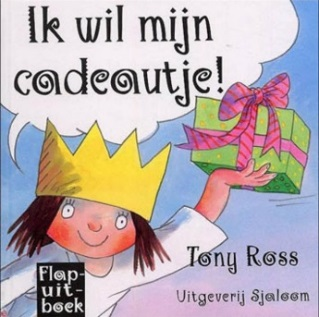 Ik wil mijn
cadeautje!
Tony Ross
Flap-
uit-
boek
Uitgeverij Sjaloom